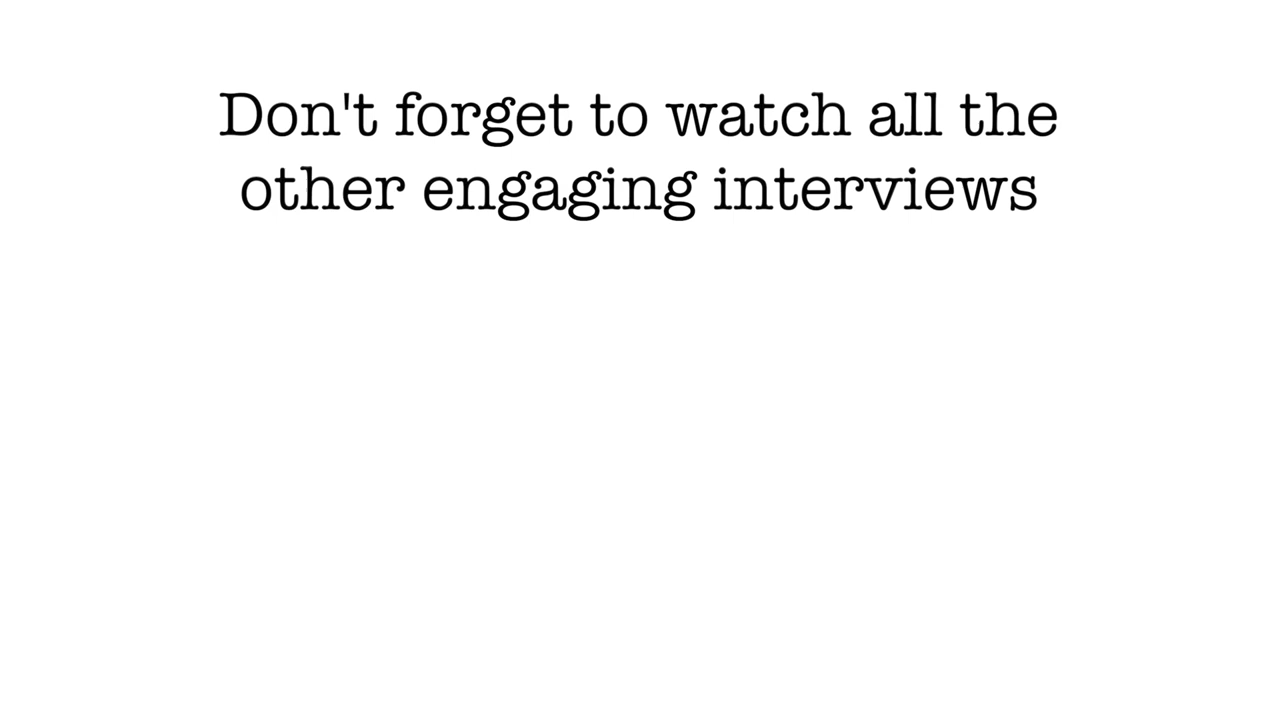 Don't forget to watch all the
other engaging interviews